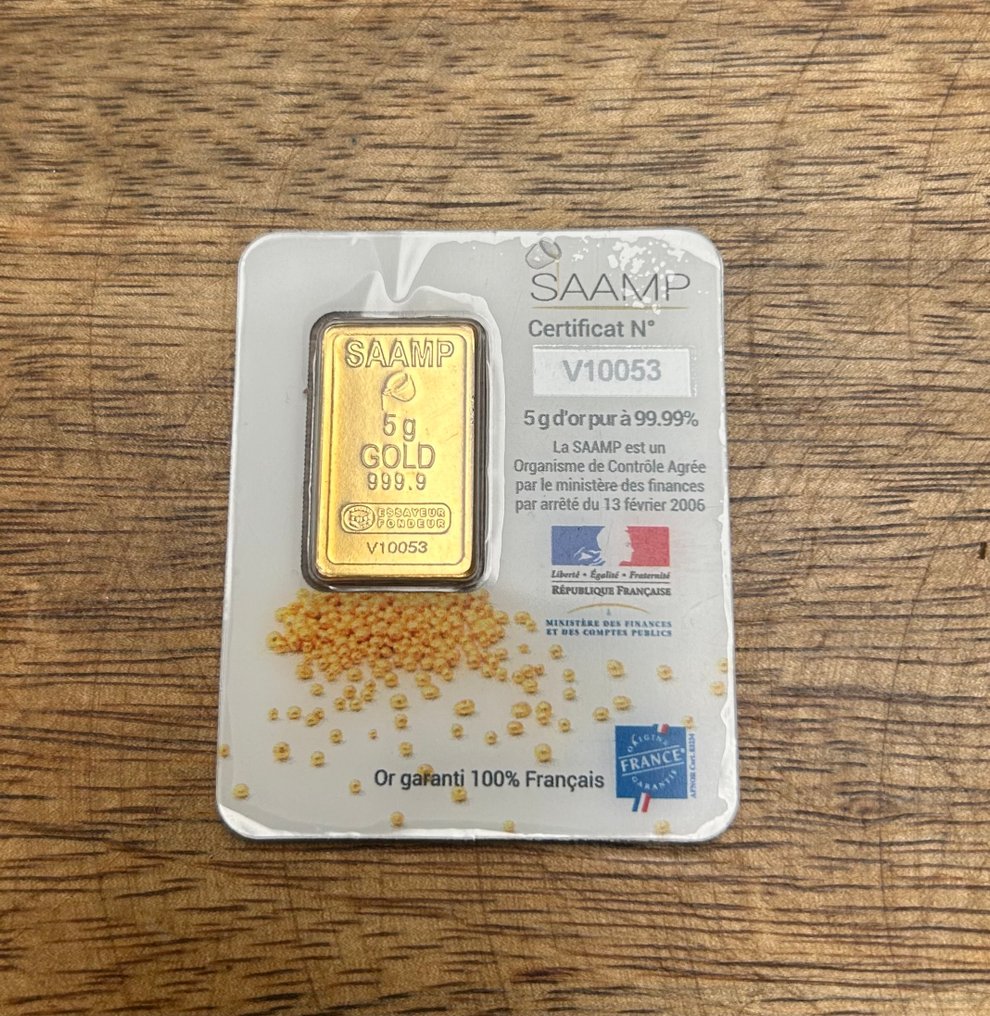 SAAMP
5g
GOLD
999.9
ESSAYEUR
FONDEUR
V10053
SAAMP
Certificat N°
V10053
5 g d'or pur à 99.99%
La SAAMP est un
Organisme de Contrôle Agrée
par le ministère des finances
par arrêté du 13 février 2006
Liberté • Égalité • Fraternité
RÉPUBLIQUE FRANÇAISE
MINISTÈRE DES FINANCES
ET DES COMPTES PUBLICS
Or garanti 100% Français
ORIGINE
FRANCE
GARANTIE